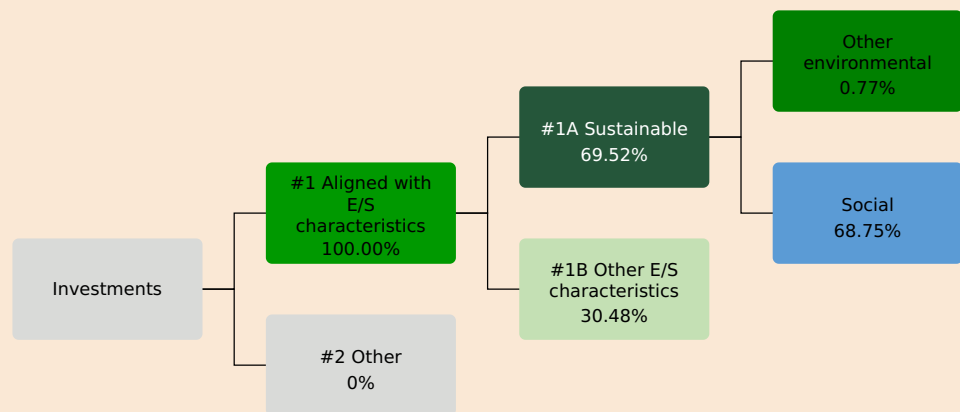 Investments
#1 Aligned with
E/S
characteristics
100.00%
#2 Other
0%
#1A Sustainable
69.52%
#1B Other E/S
characteristics
30.48%
Other
environmental
0.77%
Social
68.75%